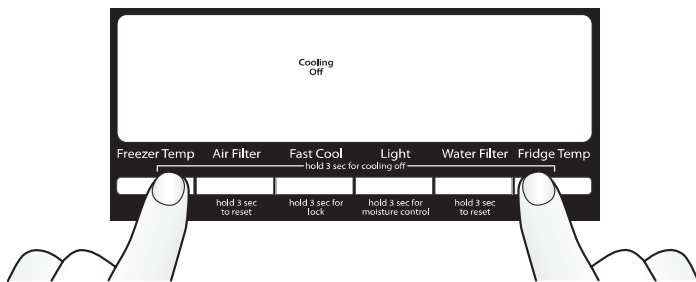 Cooling
Off
Freezer Temp Air Filter Fast Cool Light Water Filter Fridge Temp
hold 3 sec for cooling off
hold 3 sec
to reset
hold 3 sec for
lock
hold 3 sec for
moisture control
hold 3 sec
to reset